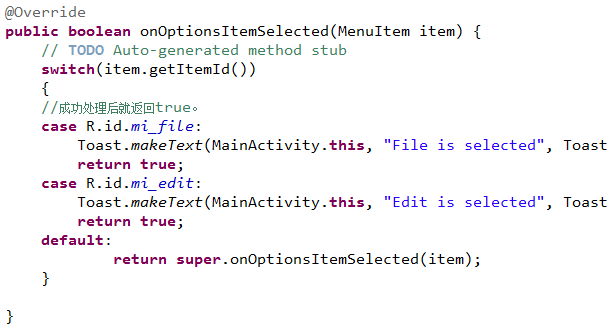 @Override
public boolean onOptionsItemSelected(MenuItem item) {
    // TODO Auto-generated method stub
    switch(item.getItemId())
    {
    //成功处理后就返回true。
    case R.id.mi_file:
        Toast.makeText(MainActivity.this, "File is selected", Toast
        return true;
    case R.id.mi_edit:
        Toast.makeText(MainActivity.this, "Edit is selected", Toast
        return true;
    default:
            return super.onOptionsItemSelected(item);
    }

}